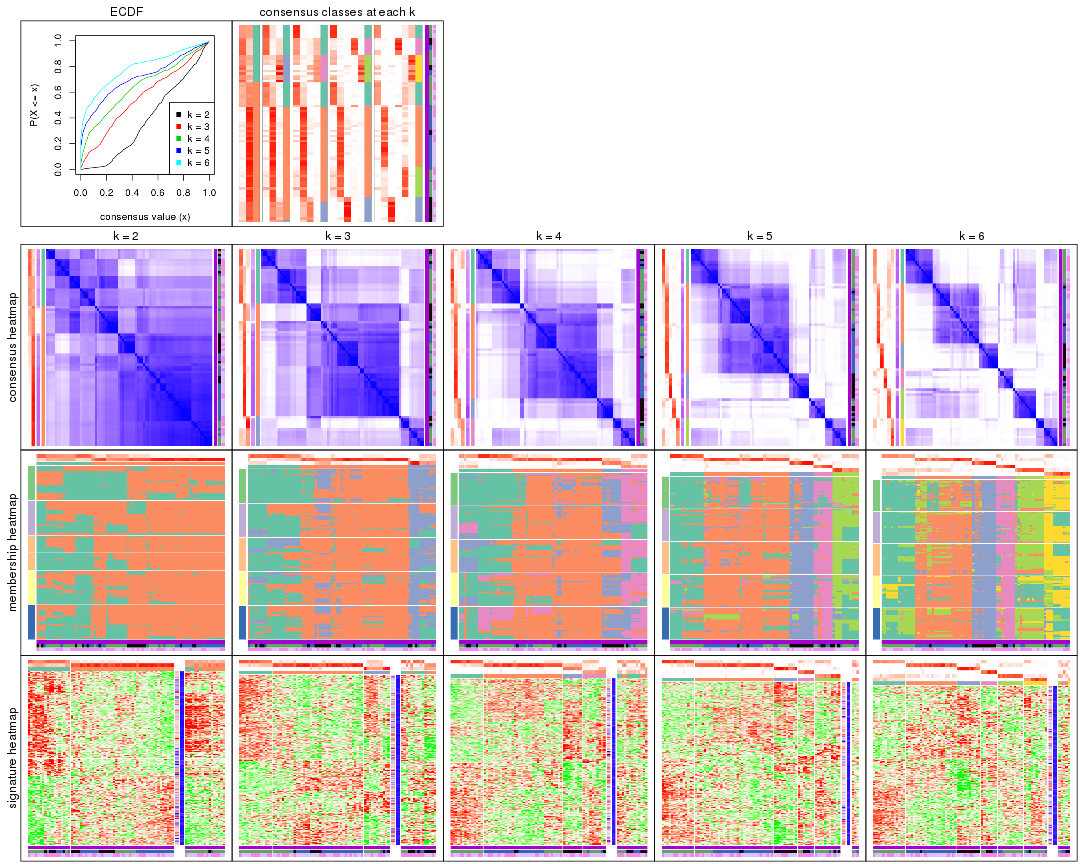 ECDF
consensus classes at each k
P(X <= x)
0.0 0.2 0.4 0.6 0.8 1.0
k = 2
k = 3
k = 4
k = 5
k = 6
0.0 0.2 0.4 0.6 0.8 1.0
consensus value (x)
k = 2
k = 3
k = 4
k = 5
k = 6
consensus heatmap
membership heatmap
signature heatmap